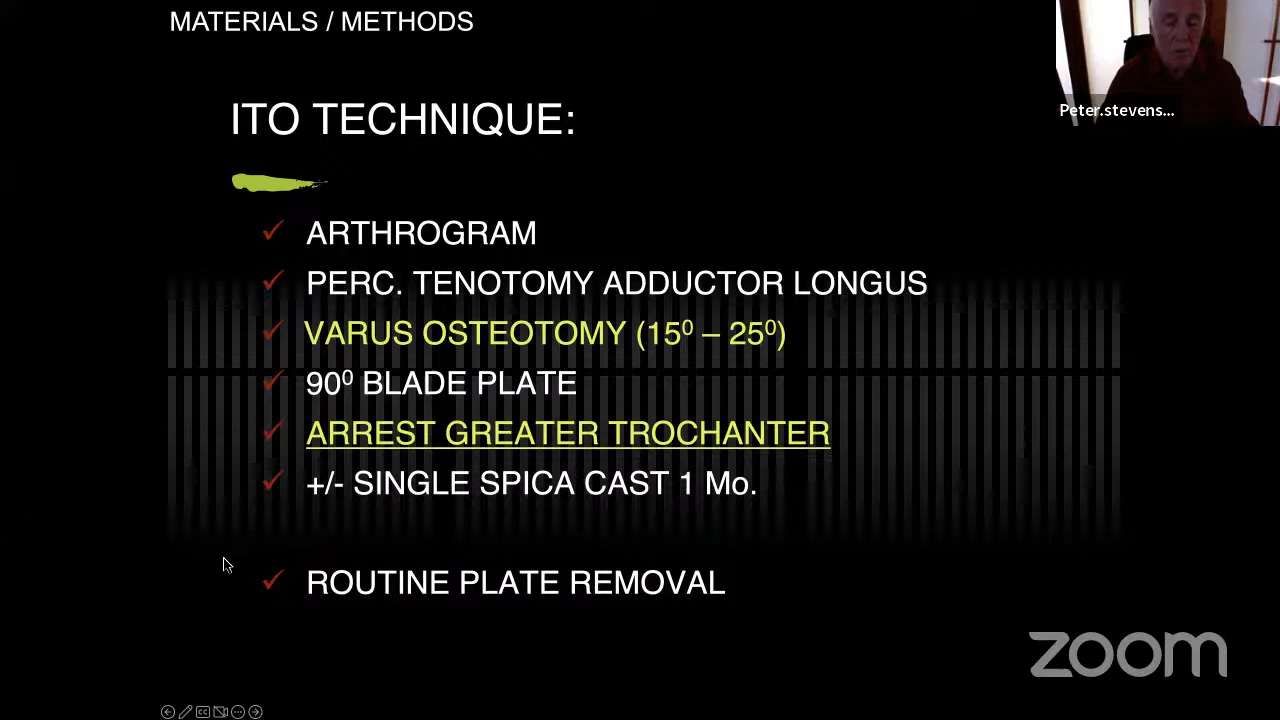 MATERIALS / METHODS
Peter.stevens...
ITO TECHNIQUE:
✓ ARTHROGRAM
✓ PERC. TENOTOMY ADDUCTOR LONGUS
✓ VARUS OSTEOTOMY (15⁰ – 25⁰)
✓ 90⁰ BLADE PLATE
✓ ARREST GREATER TROCHANTER
✓ +/- SINGLE SPICA CAST 1 Mo.
✓ ROUTINE PLATE REMOVAL
zoom
CC